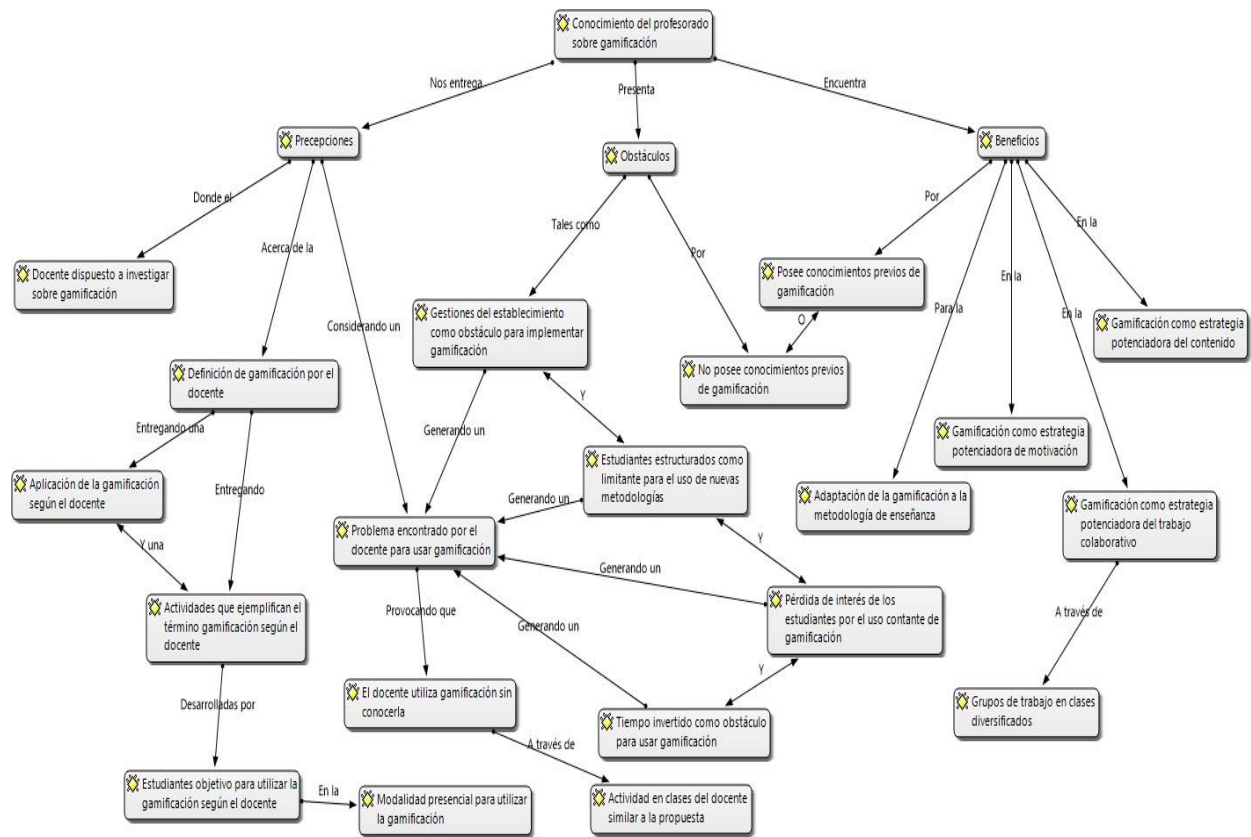 Conocimiento del profesorado
sobre gamificación
Nos entrega
Presenta
Encuentra
Precepciones
Obstáculos
Beneficios
Donde el
Acerca de la
Considerando un
Tales como
Por
Por
Para la
En la
En la
En la
Docente dispuesto a investigar
sobre gamificación
Posee conocimientos previos de
gamificación
Gestiones del establecimiento
como obstáculo para implementar
gamificación
O
Gamificación como estrategia
potenciadora del contenido
Definición de gamificación por el
docente
No posee conocimientos previos
de gamificación
Entregando una
Entregando
Generando un
Y
Gamificación como estrategia
potenciadora de motivación
Aplicación de la gamificación
según el docente
Estudiantes estructurados como
limitante para el uso de nuevas
metodologías
Generando un
Adaptación de la gamificación a la
metodología de enseñanza
Gamificación como estrategia
potenciadora del trabajo
colaborativo
Problema encontrado por el
docente para usar gamificación
Y una
Y
Generando un
Actividades que ejemplifican el
término gamificación según el
docente
Provocando que
Generando un
Pérdida de interés de los
estudiantes por el uso contante de
gamificación
A través de
Y
Desarrolladas por
El docente utiliza gamificación sin
conocerla
Tiempo invertido como obstáculo
para usar gamificación
Grupos de trabajo en clases
diversificados
A través de
Estudiantes objetivo para utilizar la
gamificación según el docente
En la
Modalidad presencial para utilizar
la gamificación
Actividad en clases del docente
similar a la propuesta